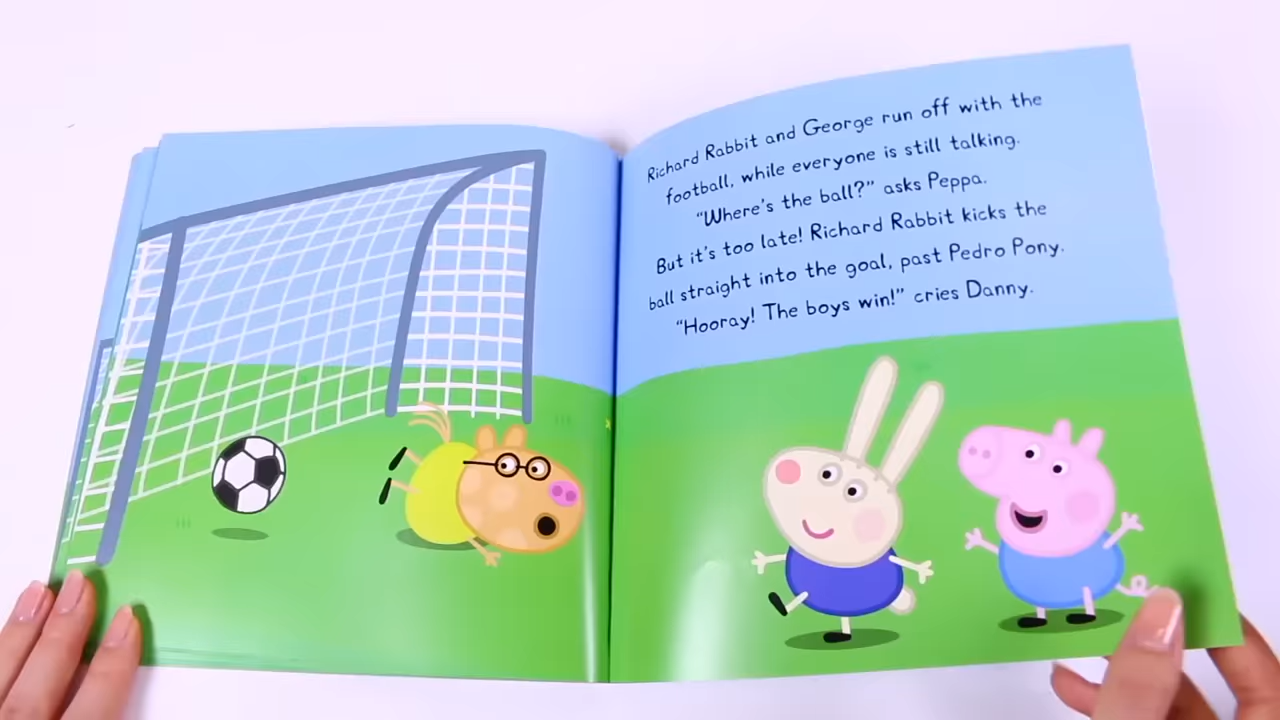 Richard Rabbit and George run off with the
football, while everyone is still talking.
“Where's the ball?” asks Peppa.
But it's too late! Richard Rabbit kicks the
ball straight into the goal, past Pedro Pony.
“Hooray! The boys win!” cries Danny.